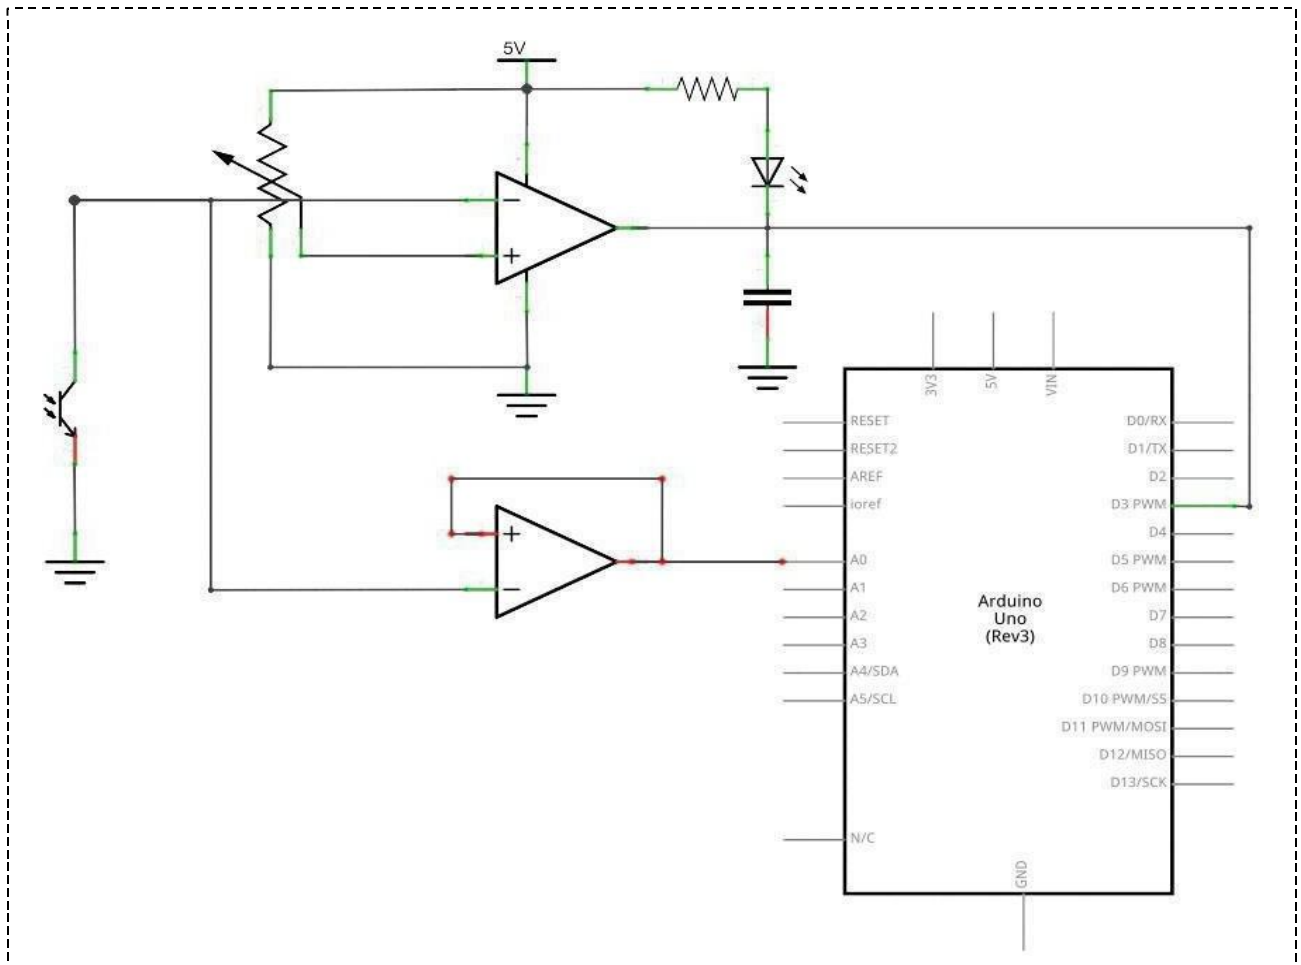 5V
−
+
+
−
3V3
5V
VIN
RESET
RESET2
AREF
ioref
A0
A1
A2
A3
A4/SDA
A5/SCL
N/C
Arduino
Uno
(Rev3)
D0/RX
D1/TX
D2
D3 PWM
D4
D5 PWM
D6 PWM
D7
D8
D9 PWM
D10 PWM/SS
D11 PWM/MOSI
D12/MISO
D13/SCK
GND